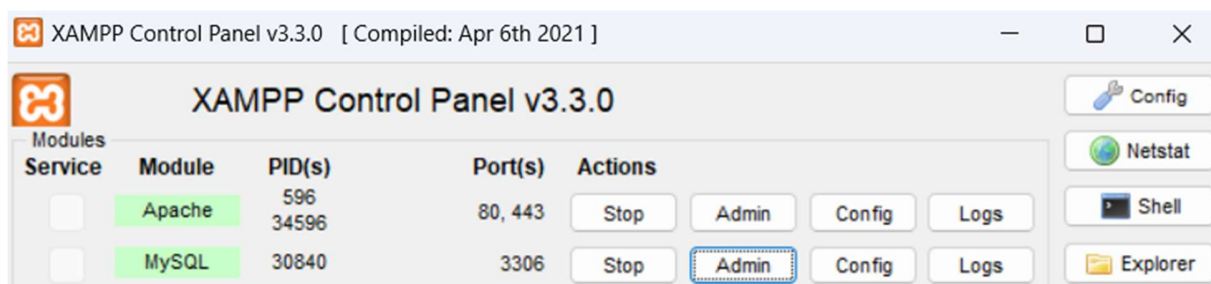 XAMPP Control Panel v3.3.0 [ Compiled: Apr 6th 2021 ]
XAMPP Control Panel v3.3.0
Config
Modules
Netstat
Service Module PID(s) Port(s) Actions
Apache 596 34596 80, 443 Stop Admin Config Logs
Shell
MySQL 30840 3306 Stop Admin Config Logs
Explorer